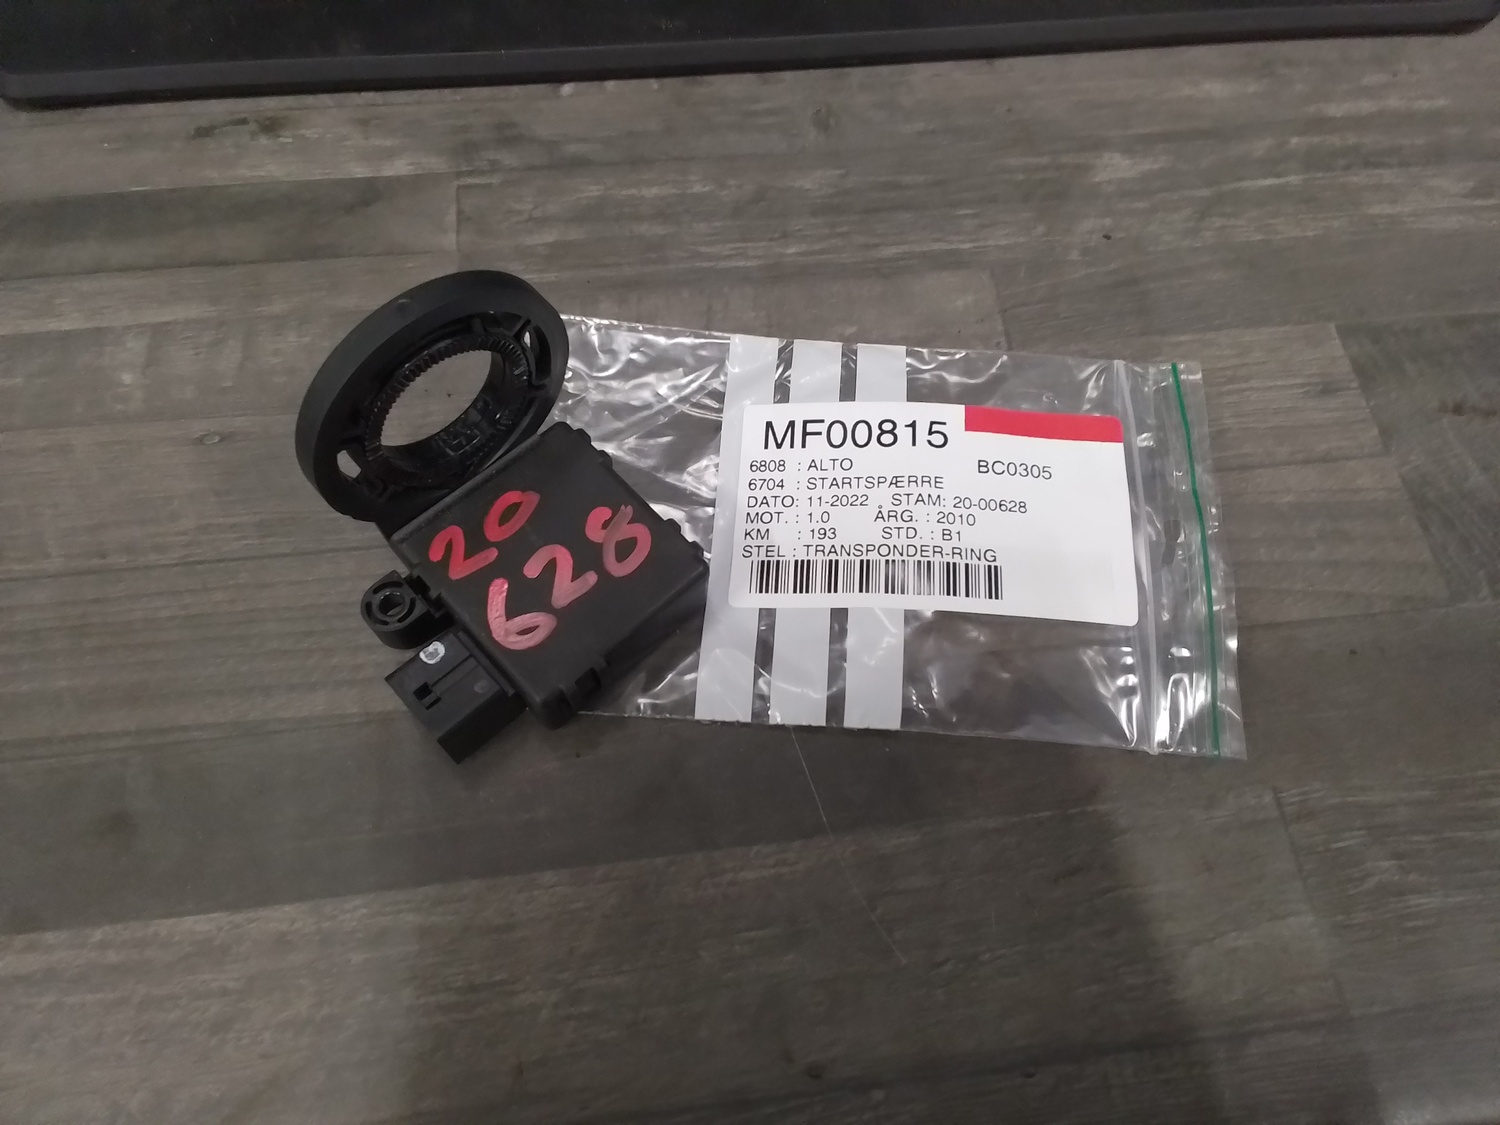 20
628
MF00815
6808 : ALTO BC0305
6704 : STARTSPÆRRE
DATO: 11-2022 STAM: 20-00628
MOT. : 1.0 ÅRG. : 2010
KM : 193 STD. : B1
STEL : TRANSPONDER-RING